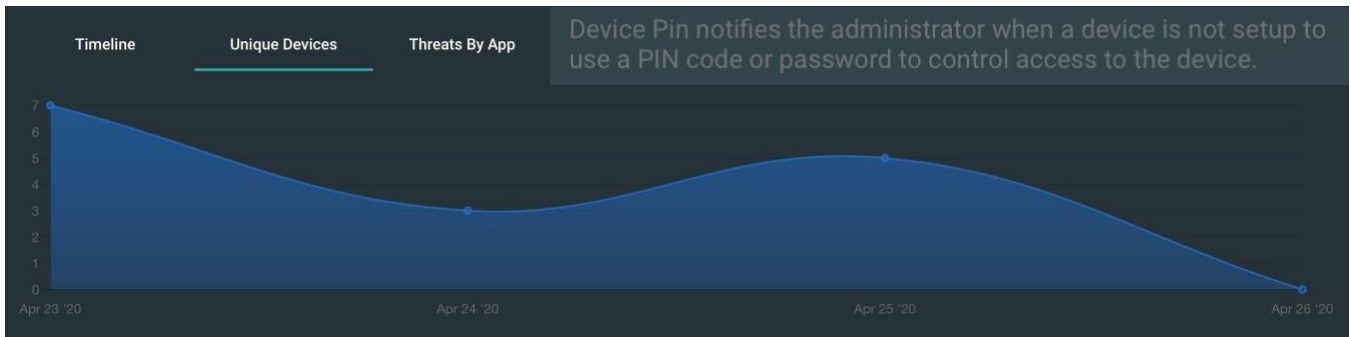 Timeline Unique Devices Threats By App
Device Pin notifies the administrator when a device is not setup to
use a PIN code or password to control access to the device.
7
6
5
4
3
2
1
0
Apr 23 '20 Apr 24 '20 Apr 25 '20 Apr 26 '20